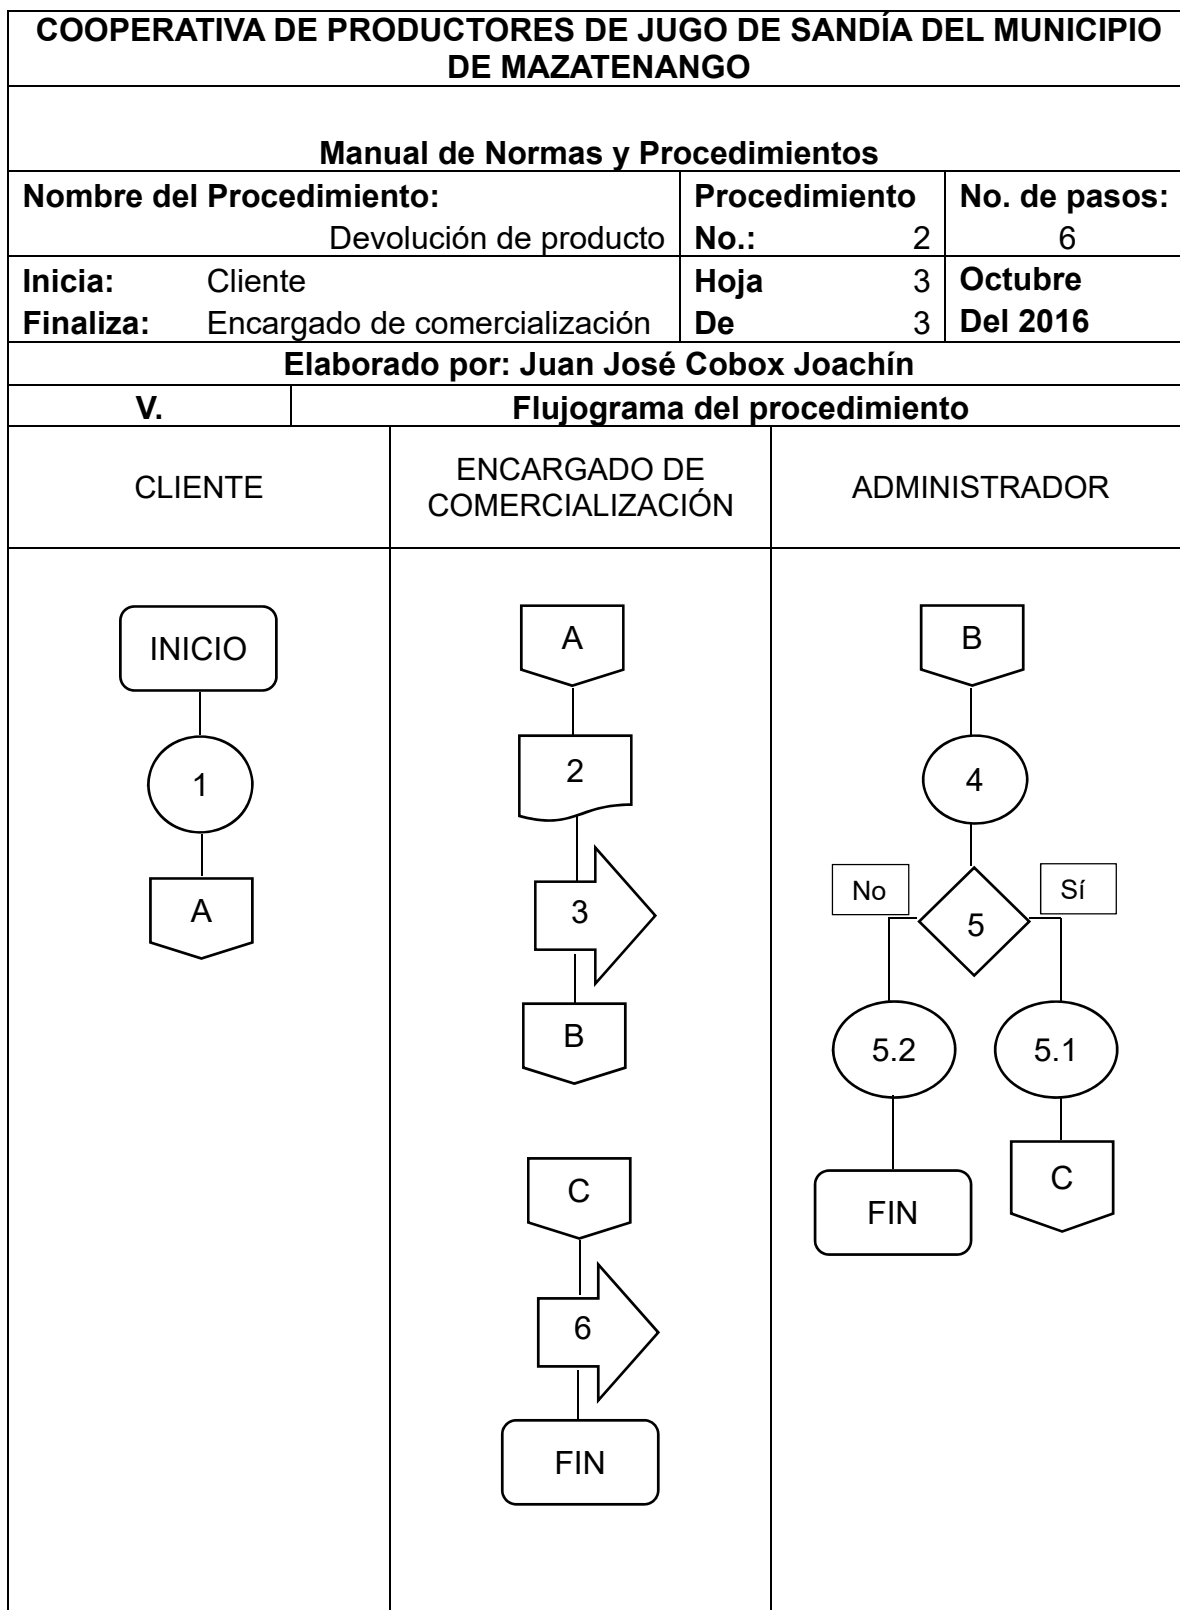 COOPERATIVA DE PRODUCTORES DE JUGO DE SANDÍA DEL MUNICIPIO
DE MAZATENANGO
Manual de Normas y Procedimientos
Nombre del Procedimiento:
Devolución de producto
Procedimiento
No.: 2
No. de pasos:
6
Inicia: Cliente
Finaliza: Encargado de comercialización
Hoja 3
De 3
Octubre
Del 2016
Elaborado por: Juan José Cobox Joachín
V. Flujograma del procedimiento
CLIENTE
ENCARGADO DE
COMERCIALIZACIÓN
ADMINISTRADOR
INICIO
1
A
A
2
3
B
C
6
FIN
B
4
No
Sí
5
5.2
5.1
FIN
C